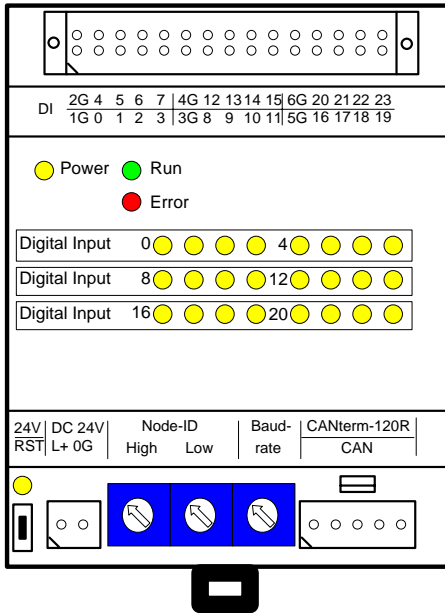 DI 2G 4 5 6 7 4G 12 13 14 15 6G 20 21 22 23
1G 0 1 2 3 3G 8 9 10 11 5G 16 17 18 19
Power Run
Error
Digital Input 0 4
Digital Input 8 12
Digital Input 16 20
24V DC 24V Node-ID Baud- CANterm-120R
RST L+ 0G High Low rate CAN